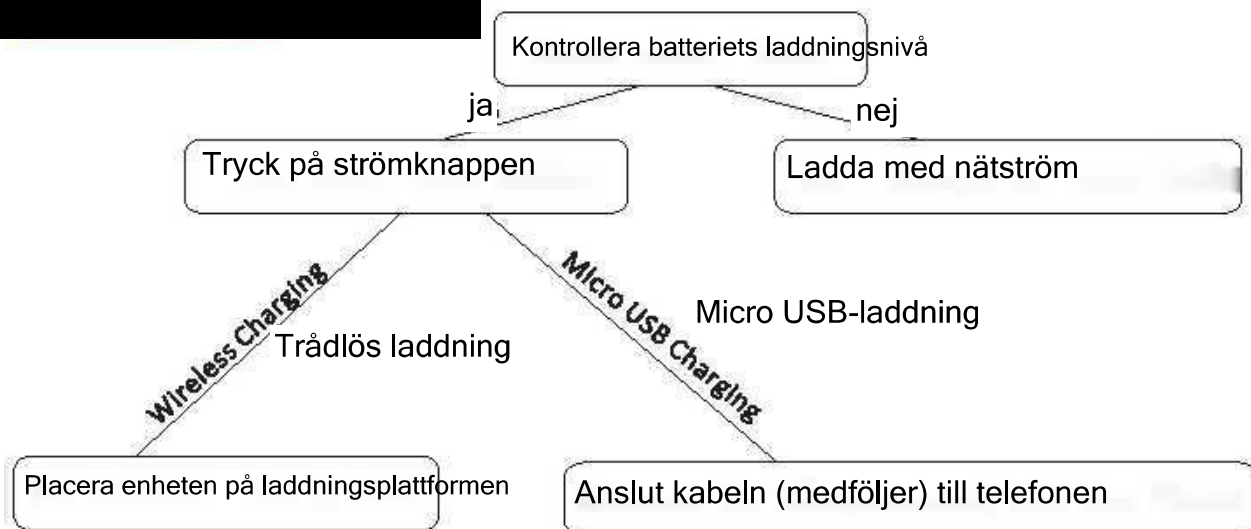 Kontrollera batteriets laddningsnivå
ja
nej
Tryck på strömknappen
Ladda med nätström
Wireless Charging
Trådlös laddning
Micro USB Charging
Micro USB-laddning
Placera enheten på laddningsplattformen
Anslut kabeln (medföljer) till telefonen